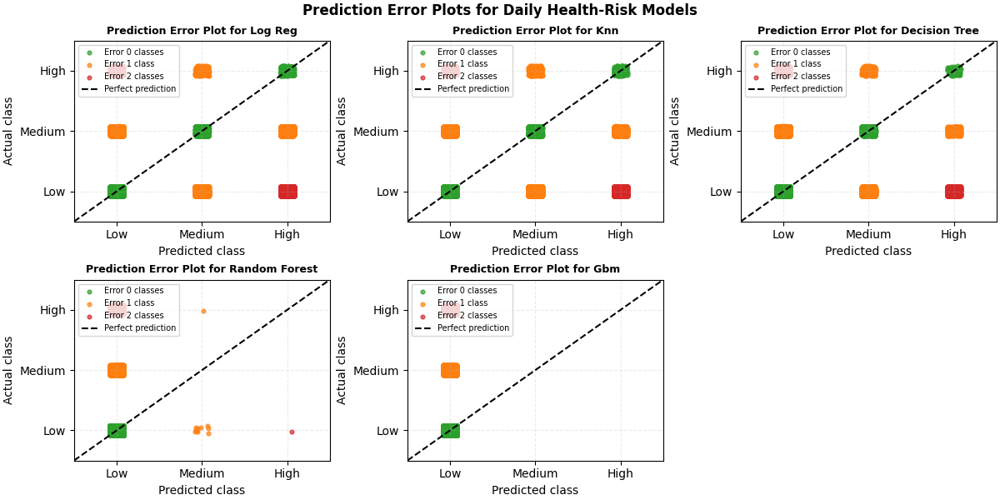 Prediction Error Plots for Daily Health-Risk Models
Prediction Error Plot for Log Reg
Error 0 classes
Error 1 class
Error 2 classes
Perfect prediction
High
Medium
Low
Actual class
Low Medium High
Predicted class
Prediction Error Plot for Knn
Error 0 classes
Error 1 class
Error 2 classes
Perfect prediction
High
Medium
Low
Actual class
Low Medium High
Predicted class
Prediction Error Plot for Decision Tree
Error 0 classes
Error 1 class
Error 2 classes
Perfect prediction
High
Medium
Low
Actual class
Low Medium High
Predicted class
Prediction Error Plot for Random Forest
Error 0 classes
Error 1 class
Error 2 classes
Perfect prediction
High
Medium
Low
Actual class
Low Medium High
Predicted class
Prediction Error Plot for Gbm
Error 0 classes
Error 1 class
Error 2 classes
Perfect prediction
High
Medium
Low
Actual class
Low Medium High
Predicted class